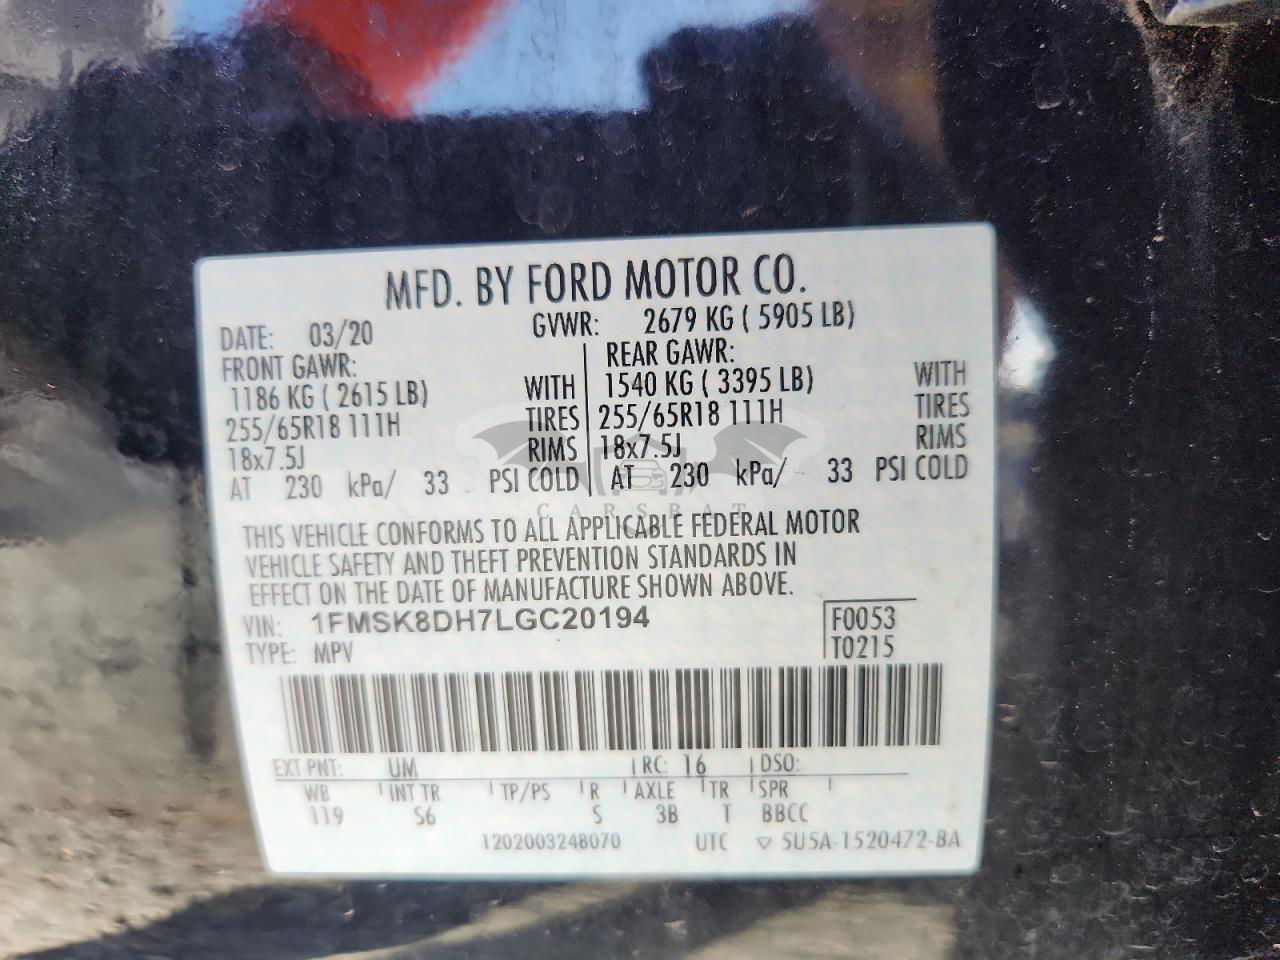 MFD. BY FORD MOTOR CO.
DATE: 03/20 GVWR: 2679 KG ( 5905 LB)
FRONT GAWR: REAR GAWR:
1186 KG ( 2615 LB) WITH 1540 KG ( 3395 LB) WITH
255/65R18 111H TIRES 255/65R18 111H TIRES
18x7.5J RIMS 18x7.5J RIMS
AT 230 kPa/ 33 PSI COLD AT 230 kPa/ 33 PSI COLD
CARSBAT
THIS VEHICLE CONFORMS TO ALL APPLICABLE FEDERAL MOTOR
VEHICLE SAFETY AND THEFT PREVENTION STANDARDS IN
EFFECT ON THE DATE OF MANUFACTURE SHOWN ABOVE.
VIN: 1FMSK8DH7LGC20194 F0053
TYPE: MPV T0215
EXT PNT: UM RC: 16 DSO:
WB INT TR TP/PS R AXLE TR SPR
119 S6 S 3B T BBCC
1202003248070 UTC ▽ 5U5A-1520472-BA